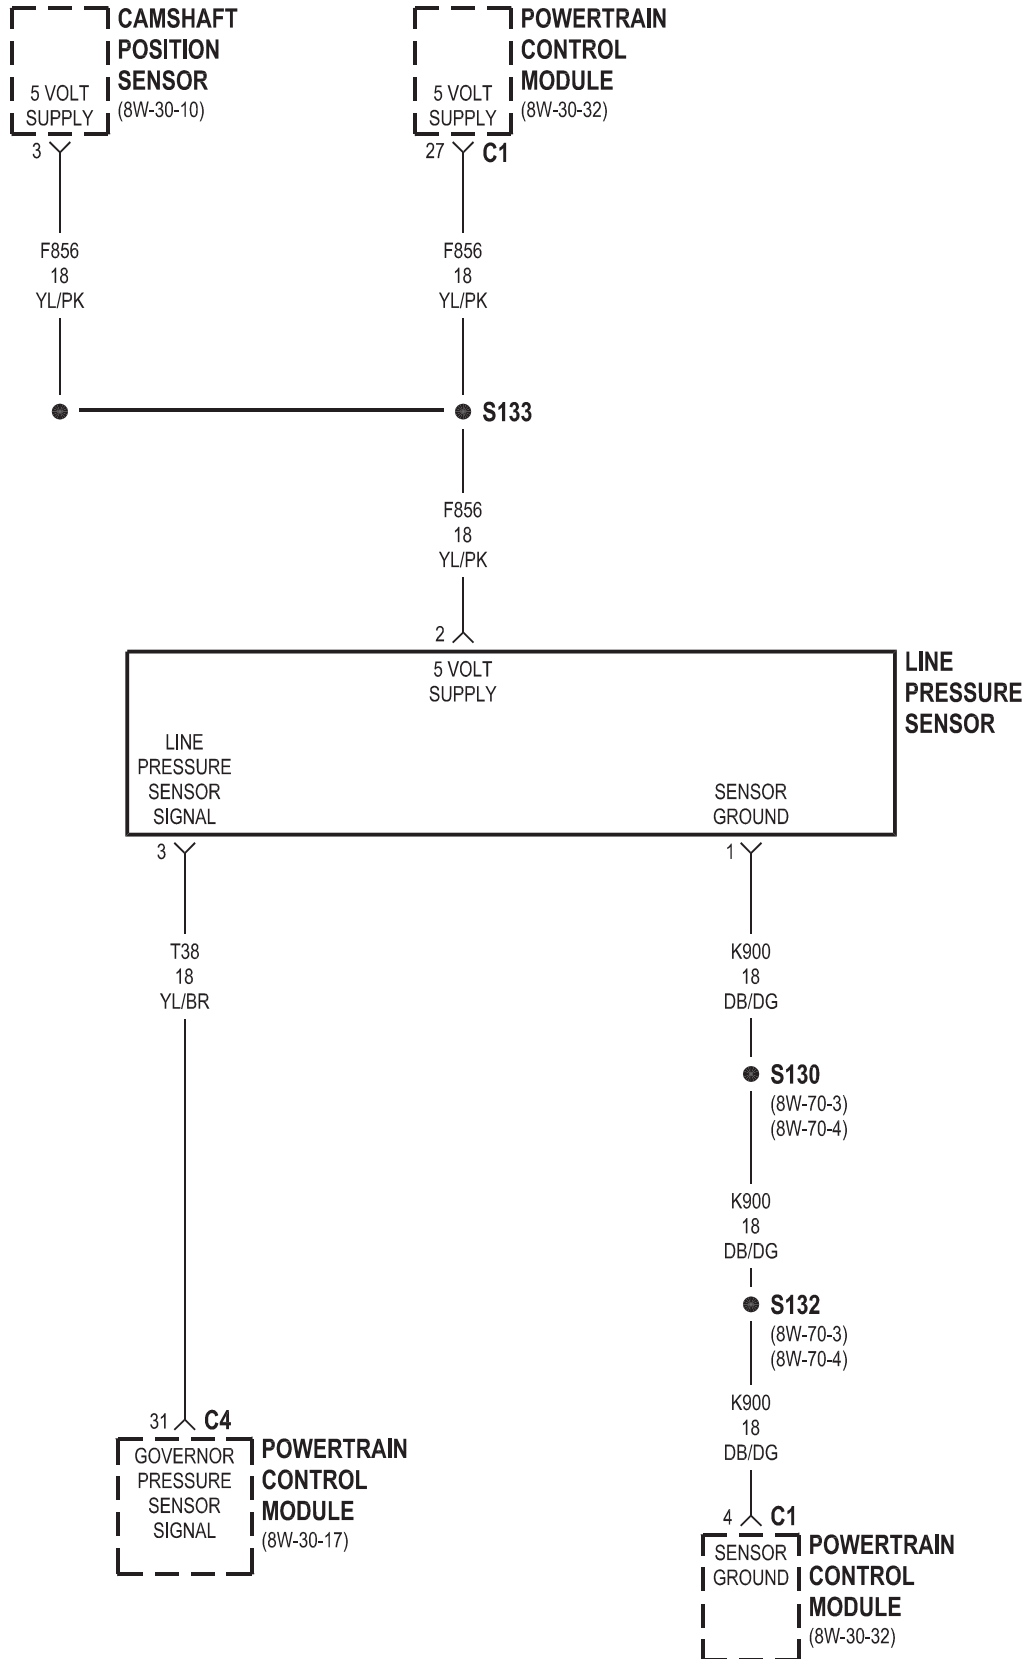 CAMSHAFT
POSITION
SENSOR
(8W-30-10)
5 VOLT
SUPPLY
3
POWERTRAIN
CONTROL
MODULE
(8W-30-32)
5 VOLT
SUPPLY
27 C1
F856
18
YL/PK
F856
18
YL/PK
S133
F856
18
YL/PK
2
5 VOLT
SUPPLY
LINE
PRESSURE
SENSOR
LINE
PRESSURE
SENSOR
SIGNAL
SENSOR
GROUND
3
1
T38
18
YL/BR
K900
18
DB/DG
S130
(8W-70-3)
(8W-70-4)
K900
18
DB/DG
S132
(8W-70-3)
(8W-70-4)
K900
18
DB/DG
31 C4
GOVERNOR
PRESSURE
SENSOR
SIGNAL
POWERTRAIN
CONTROL
MODULE
(8W-30-17)
4 C1
SENSOR
GROUND
POWERTRAIN
CONTROL
MODULE
(8W-30-32)